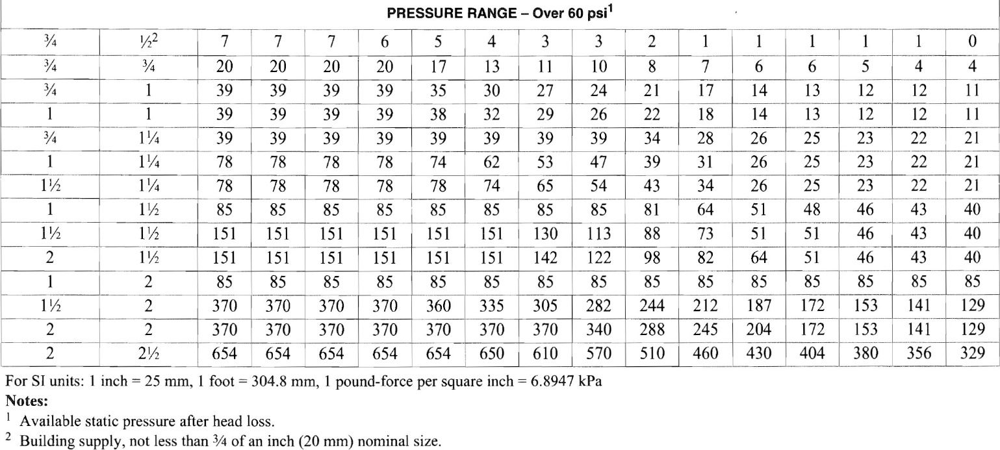 PRESSURE RANGE – Over 60 psi1
¾ ½2 7 7 7 6 5 4 3 3 2 1 1 1 1 1 0
¾ ¾ 20 20 20 20 17 13 11 10 8 7 6 6 5 4 4
¾ 1 39 39 39 39 35 30 27 24 21 17 14 13 12 12 11
1 1 39 39 39 39 38 32 29 26 22 18 14 13 12 12 11
¾ 1¼ 39 39 39 39 39 39 39 39 34 28 26 25 23 22 21
1 1¼ 78 78 78 78 74 62 53 47 39 31 26 25 23 22 21
1½ 1¼ 78 78 78 78 78 74 65 54 43 34 26 25 23 22 21
1 1½ 85 85 85 85 85 85 85 85 81 64 51 48 46 43 40
1½ 1½ 151 151 151 151 151 151 130 113 88 73 51 51 46 43 40
2 1½ 151 151 151 151 151 151 142 122 98 82 64 51 46 43 40
1 2 85 85 85 85 85 85 85 85 85 85 85 85 85 85 85
1½ 2 370 370 370 370 360 335 305 282 244 212 187 172 153 141 129
2 2 370 370 370 370 370 370 370 340 288 245 204 172 153 141 129
2 2½ 654 654 654 654 654 650 610 570 510 460 430 404 380 356 329
For SI units: 1 inch = 25 mm, 1 foot = 304.8 mm, 1 pound-force per square inch = 6.8947 kPa
Notes:
1 Available static pressure after head loss.
2 Building supply, not less than ¾ of an inch (20 mm) nominal size.